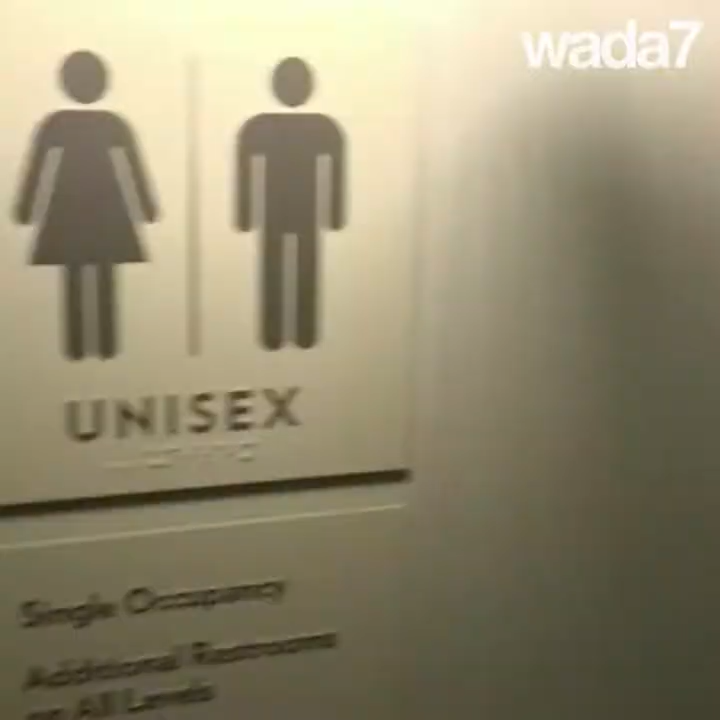 wada7
UNISEX
Single Occupancy
Additional Restrooms
on All Levels